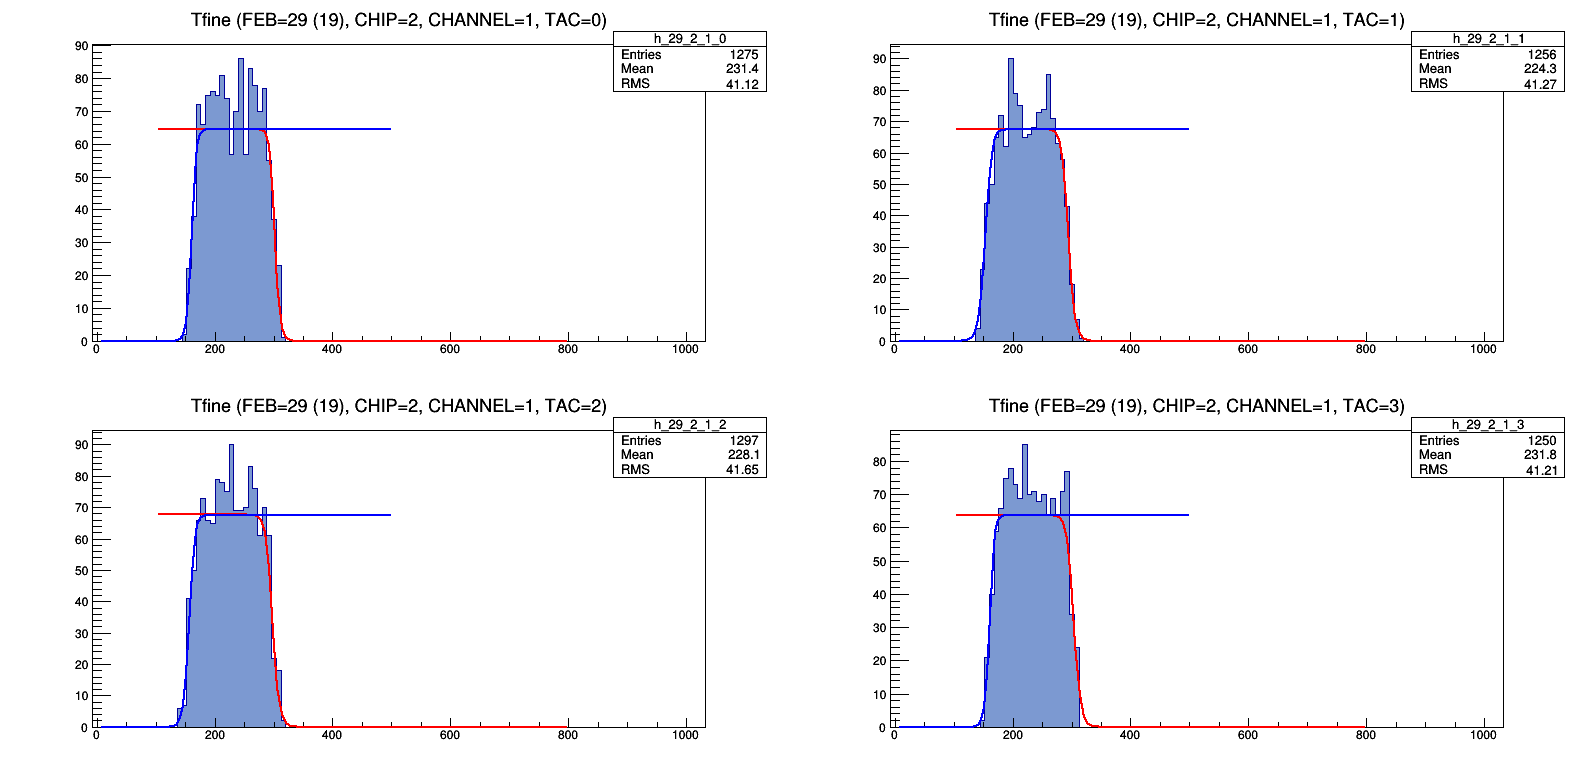 Tfine (FEB=29 (19), CHIP=2, CHANNEL=1, TAC=0)
h_29_2_1_0
Entries 1275
Mean 231.4
RMS 41.12
90
80
70
60
50
40
30
20
10
0
0 200 400 600 800 1000
Tfine (FEB=29 (19), CHIP=2, CHANNEL=1, TAC=1)
h_29_2_1_1
Entries 1256
Mean 224.3
RMS 41.27
90
80
70
60
50
40
30
20
10
0
0 200 400 600 800 1000
Tfine (FEB=29 (19), CHIP=2, CHANNEL=1, TAC=2)
h_29_2_1_2
Entries 1297
Mean 228.1
RMS 41.65
90
80
70
60
50
40
30
20
10
0
0 200 400 600 800 1000
Tfine (FEB=29 (19), CHIP=2, CHANNEL=1, TAC=3)
h_29_2_1_3
Entries 1250
Mean 231.8
RMS 41.21
80
70
60
50
40
30
20
10
0
0 200 400 600 800 1000